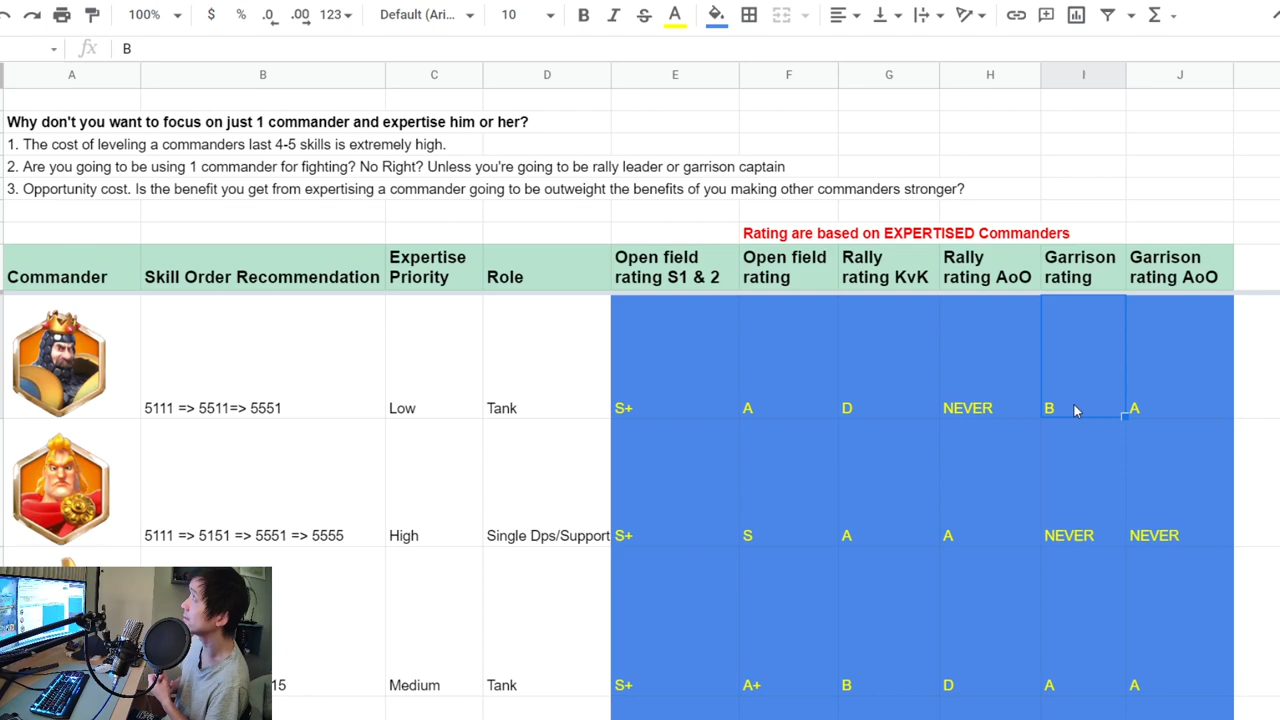 100% $ % .0 .00 123 Default (Ari... 10 B I S A
fx B
A B C D E F G H I J
Why don't you want to focus on just 1 commander and expertise him or her?
1. The cost of leveling a commanders last 4-5 skills is extremely high.
2. Are you going to be using 1 commander for fighting? No Right? Unless you're going to be rally leader or garrison captain
3. Opportunity cost. Is the benefit you get from expertising a commander going to be outweight the benefits of you making other commanders stronger?
Rating are based on EXPERTISED Commanders
Commander Skill Order Recommendation Expertise Priority Role Open field rating S1 & 2 Open field rating Rally rating KvK Rally rating AoO Garrison rating Garrison rating AoO
5111 => 5511=> 5551 Low Tank S+ A D NEVER B A
5111 => 5151 => 5551 => 5555 High Single Dps/Support S+ S A A NEVER NEVER
15 Medium Tank S+ A+ B D A A